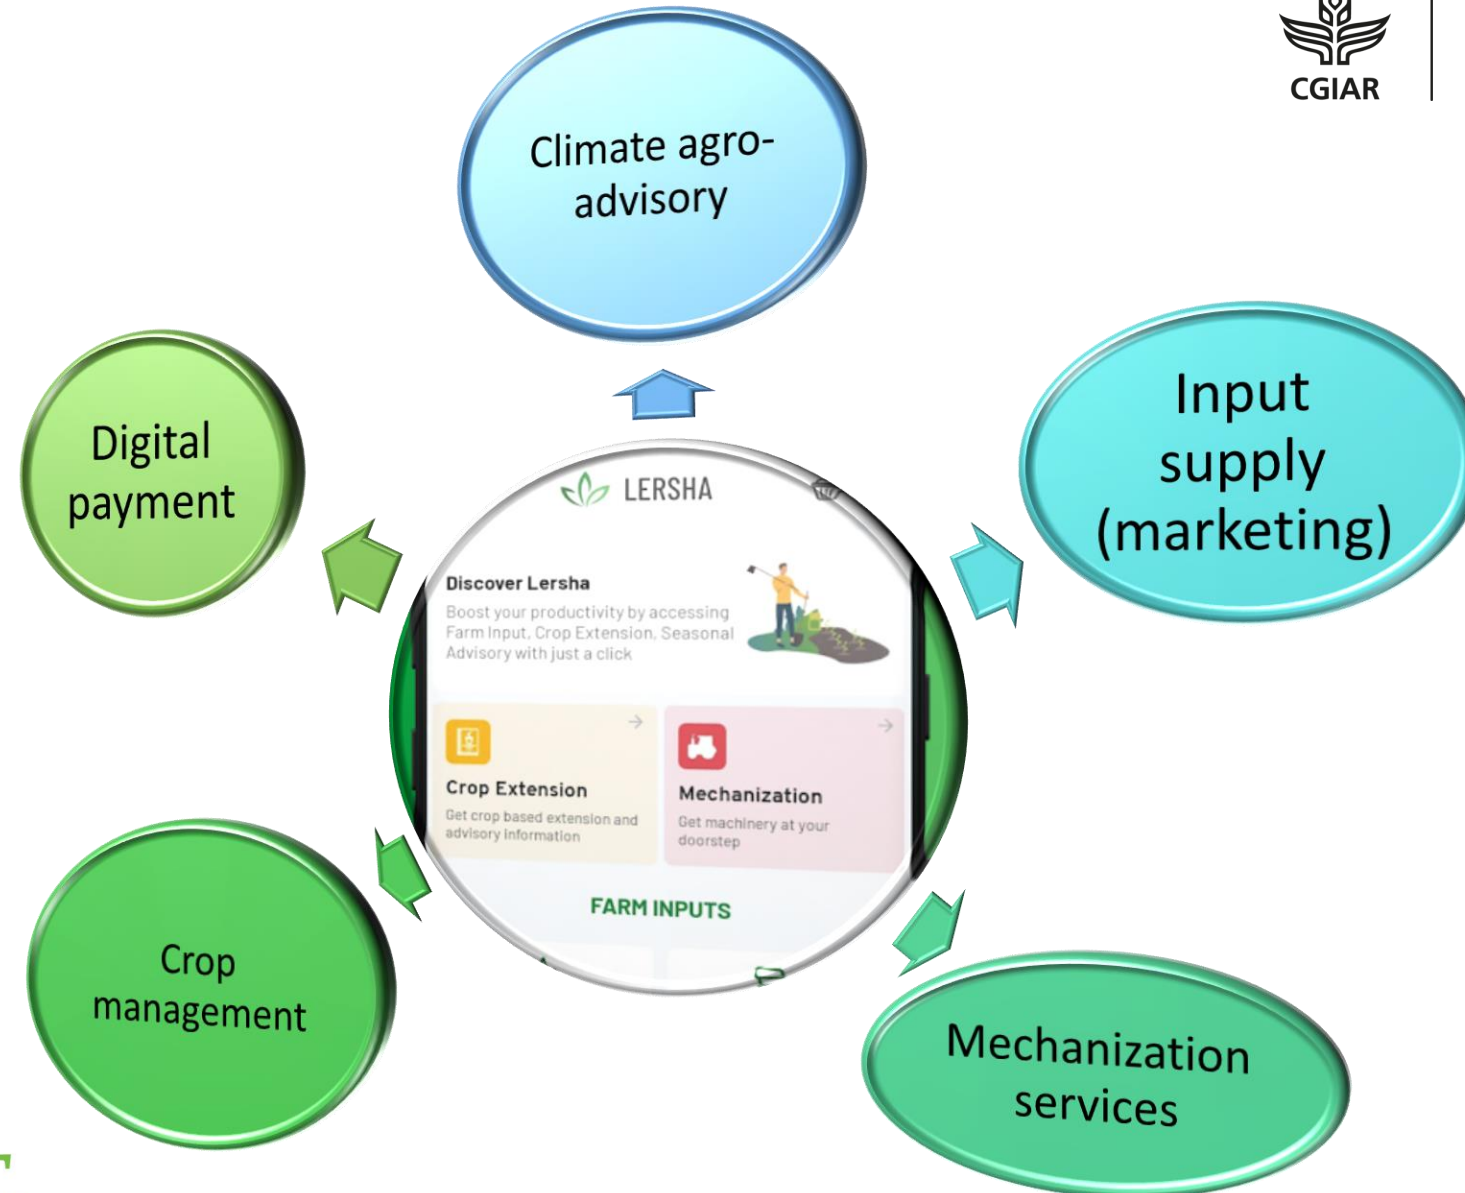 CGIAR
Climate agro-
advisory
Input
supply
(marketing)
Digital
payment
LERSHA
Discover Lersha
Boost your productivity by accessing
Farm Input, Crop Extension, Seasonal
Advisory with just a click
Crop Extension
Get crop based extension and
advisory information
Mechanization
Get machinery at your
doorstep
FARM INPUTS
Crop
management
Mechanization
services